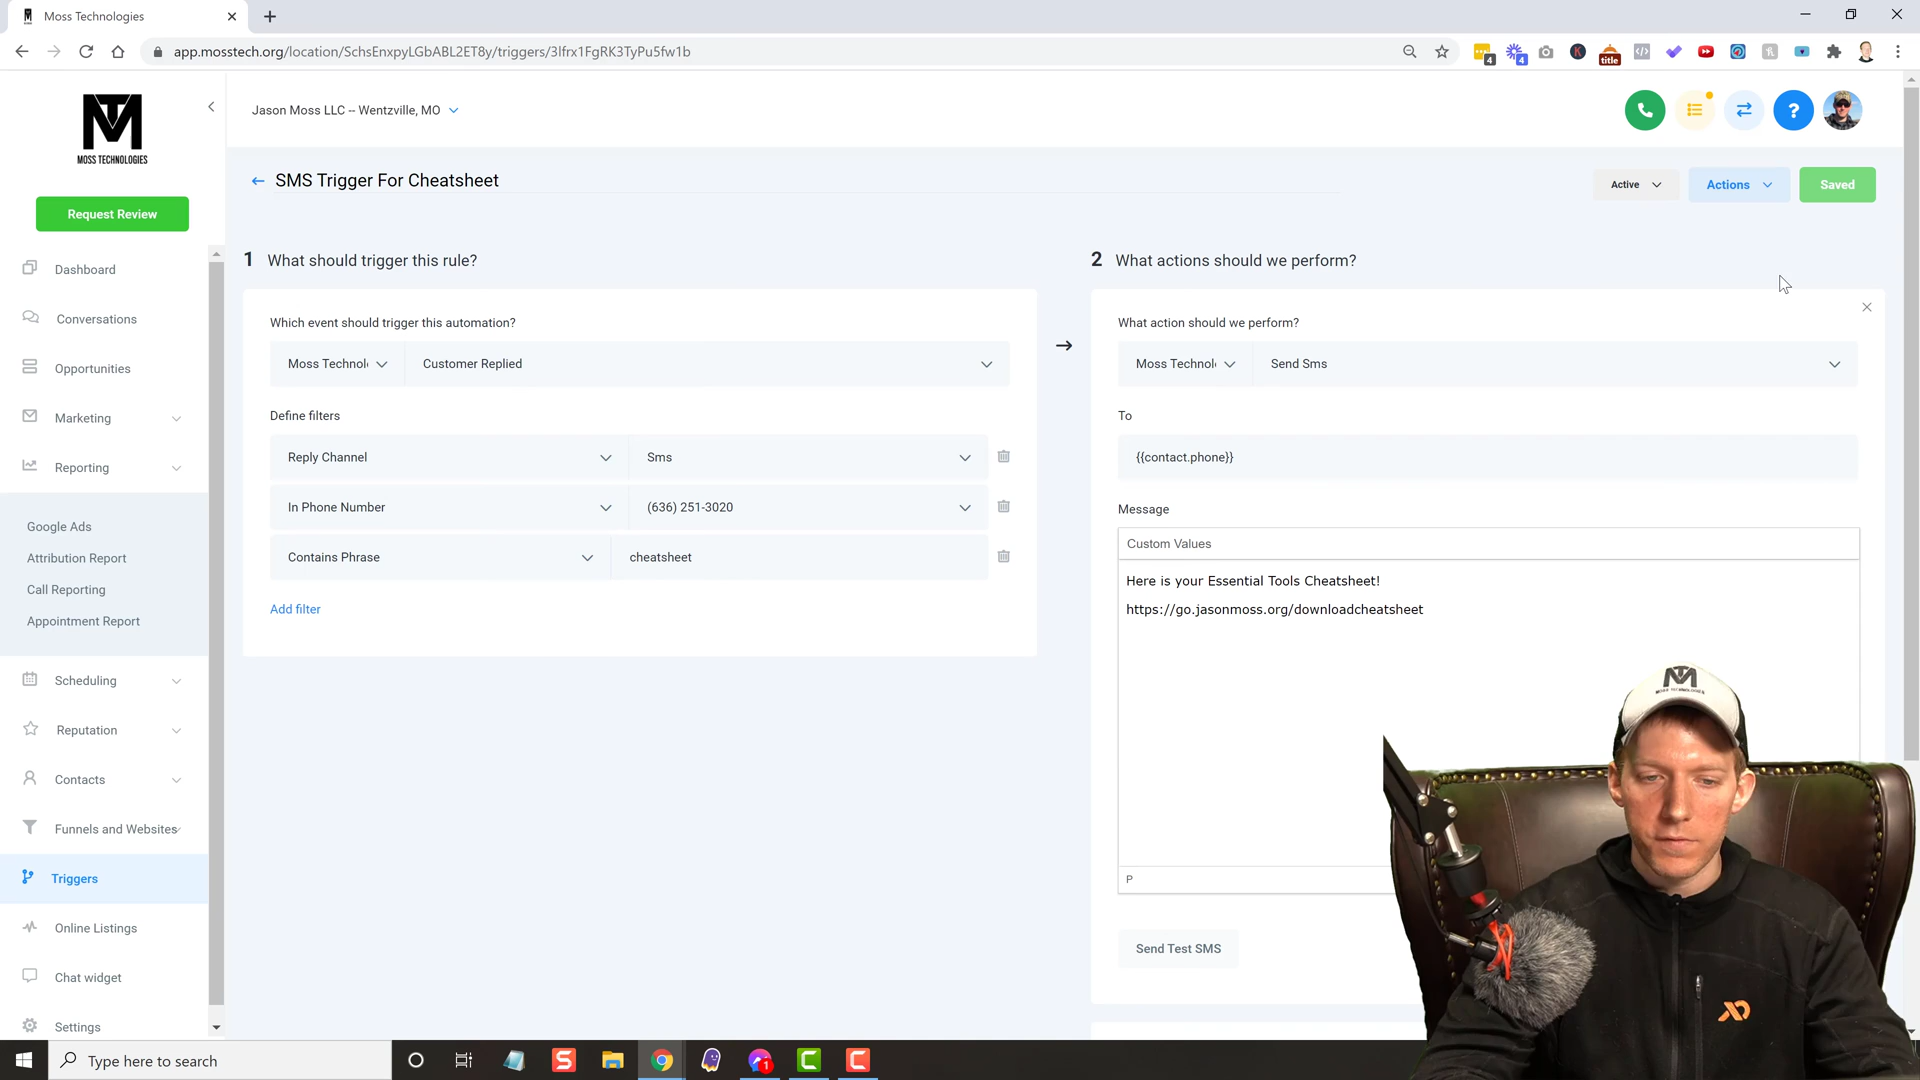 Moss Technologies
app.mosstech.org/location/SchsEnxpyLGbABL2ET8y/triggers/3lfrx1FgRK3TyPu5fw1b
4
4
title
MOSS TECHNOLOGIES
Jason Moss LLC -- Wentzville, MO
?
Request Review
SMS Trigger For Cheatsheet
Active
Actions
Saved
Dashboard
Conversations
Opportunities
Marketing
Reporting
Google Ads
Attribution Report
Call Reporting
Appointment Report
Scheduling
Reputation
Contacts
Funnels and Websites
Triggers
Online Listings
Chat widget
Settings
1 What should trigger this rule?
Which event should trigger this automation?
Moss Technol
Customer Replied
Define filters
Reply Channel
Sms
In Phone Number
(636) 251-3020
Contains Phrase
cheatsheet
Add filter
2 What actions should we perform?
What action should we perform?
Moss Technol
Send Sms
To
{{contact.phone}}
Message
Custom Values
Here is your Essential Tools Cheatsheet!
https://go.jasonmoss.org/downloadcheatsheet
P
Send Test SMS
MOSS TECHNOLOGIES
Type here to search
1